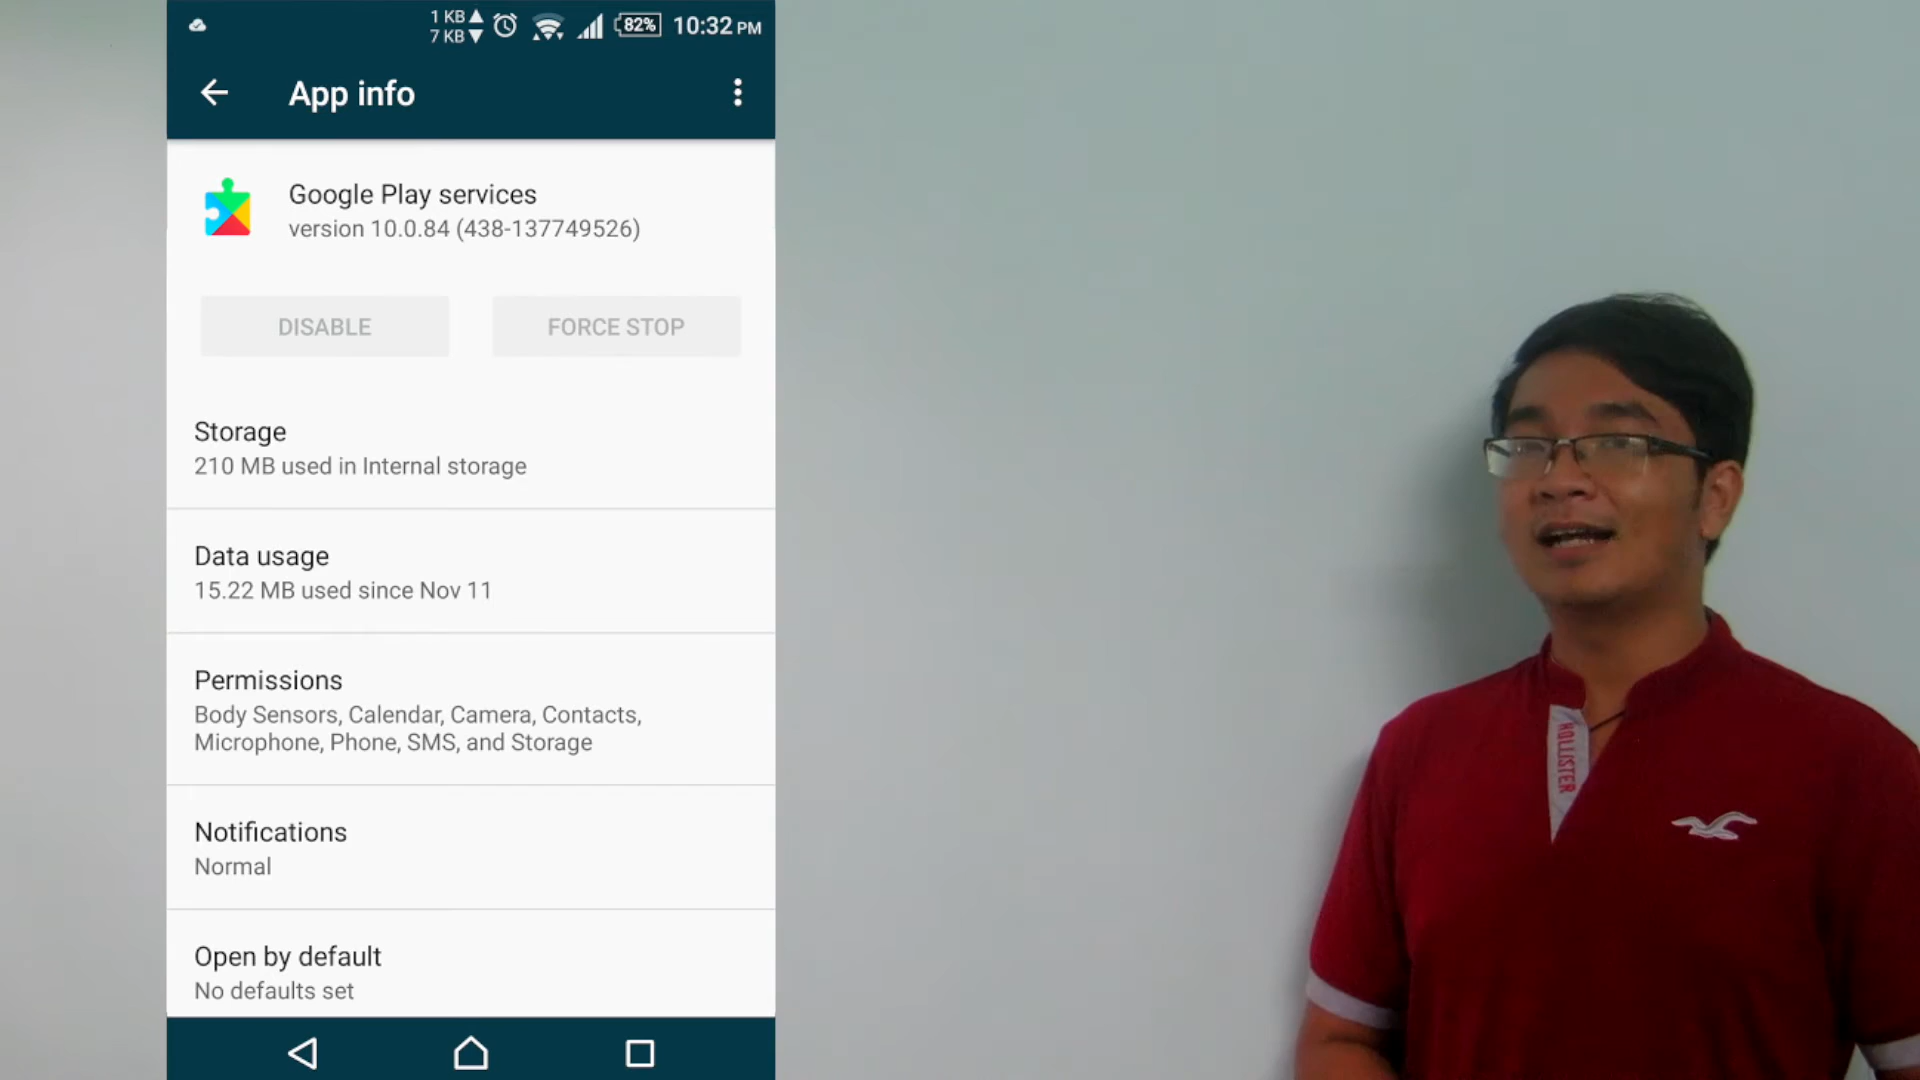 1 KB
7 KB
82%
10:32 PM
App info
Google Play services
version 10.0.84 (438-137749526)
DISABLE
FORCE STOP
Storage
210 MB used in Internal storage
Data usage
15.22 MB used since Nov 11
Permissions
Body Sensors, Calendar, Camera, Contacts,
Microphone, Phone, SMS, and Storage
Notifications
Normal
Open by default
No defaults set
HOLLISTER